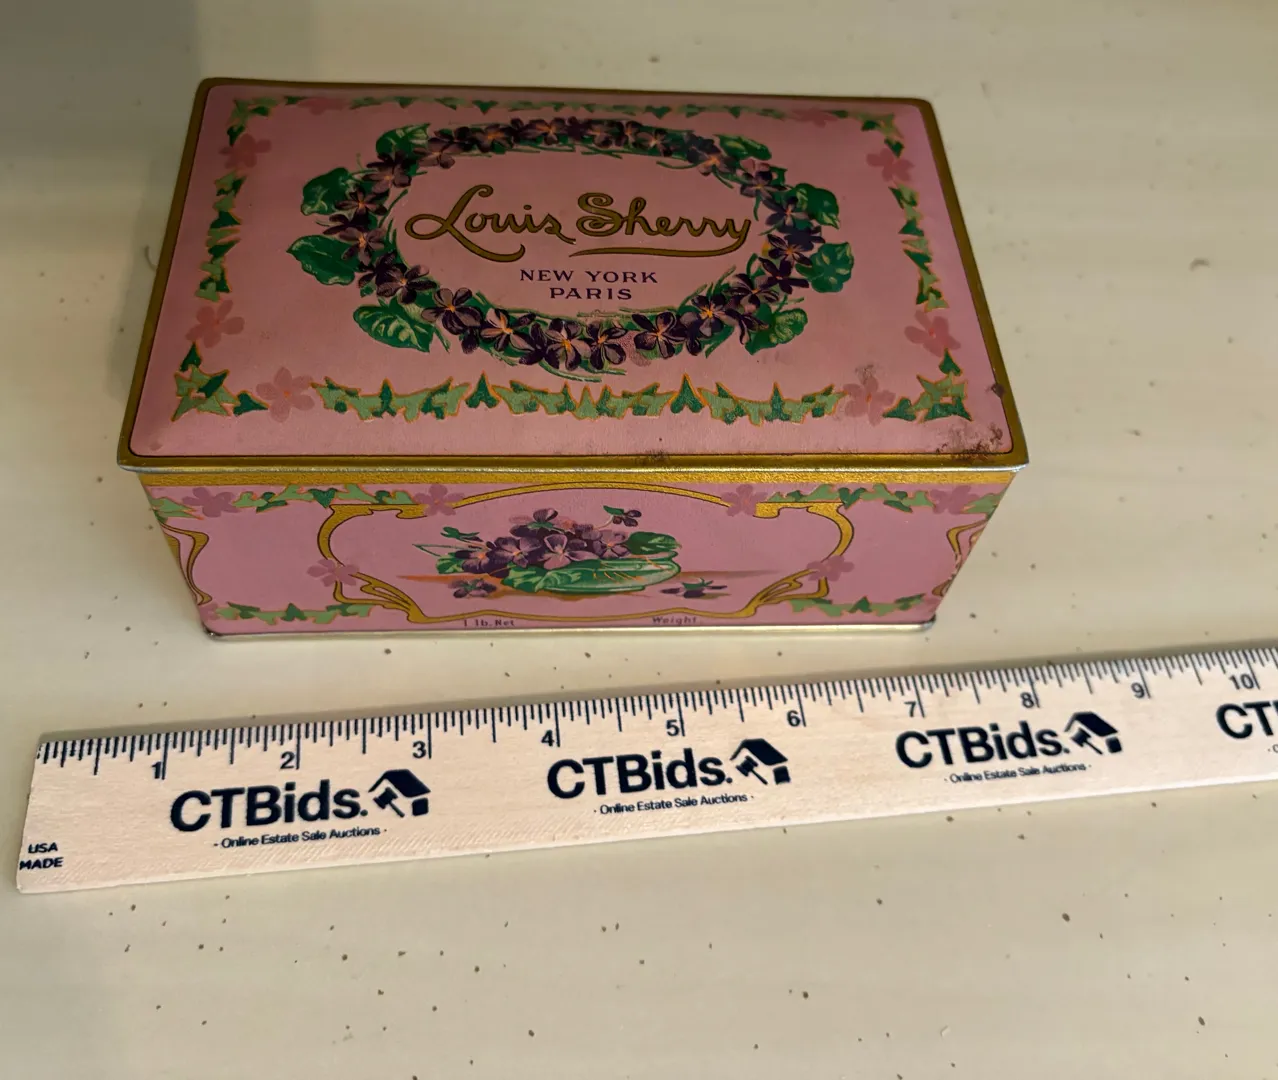 Louis Sherry
NEW YORK
PARIS
1 lb. Net Weight.
1 2 3 4 5 6 7 8 9 10
CTBids. CTBids. CTBids. CT
· Online Estate Sale Auctions · · Online Estate Sale Auctions · · Online Estate Sale Auctions ·
USA
MADE